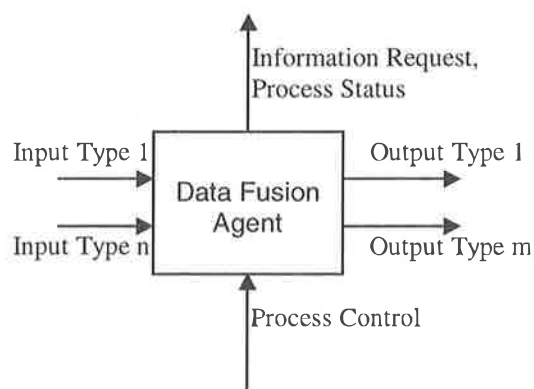 Information Request,
Process Status
Input Type 1
Output Type 1
Data Fusion
Agent
Input Type n
Output Type m
Process Control